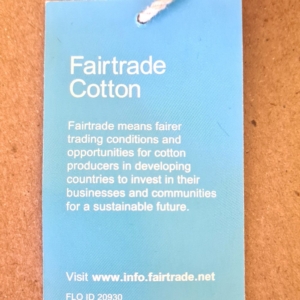 Fairtrade
Cotton
Fairtrade means fairer
trading conditions and
opportunities for cotton
producers in developing
countries to invest in their
businesses and communities
for a sustainable future.
Visit www.info.fairtrade.net
FLO ID 20930